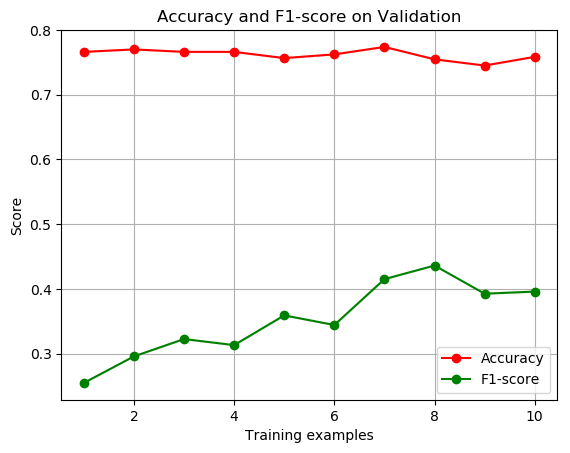 Accuracy and F1-score on Validation
Score
0.8
0.7
0.6
0.5
0.4
0.3
2 4 6 8 10
Training examples
Accuracy
F1-score